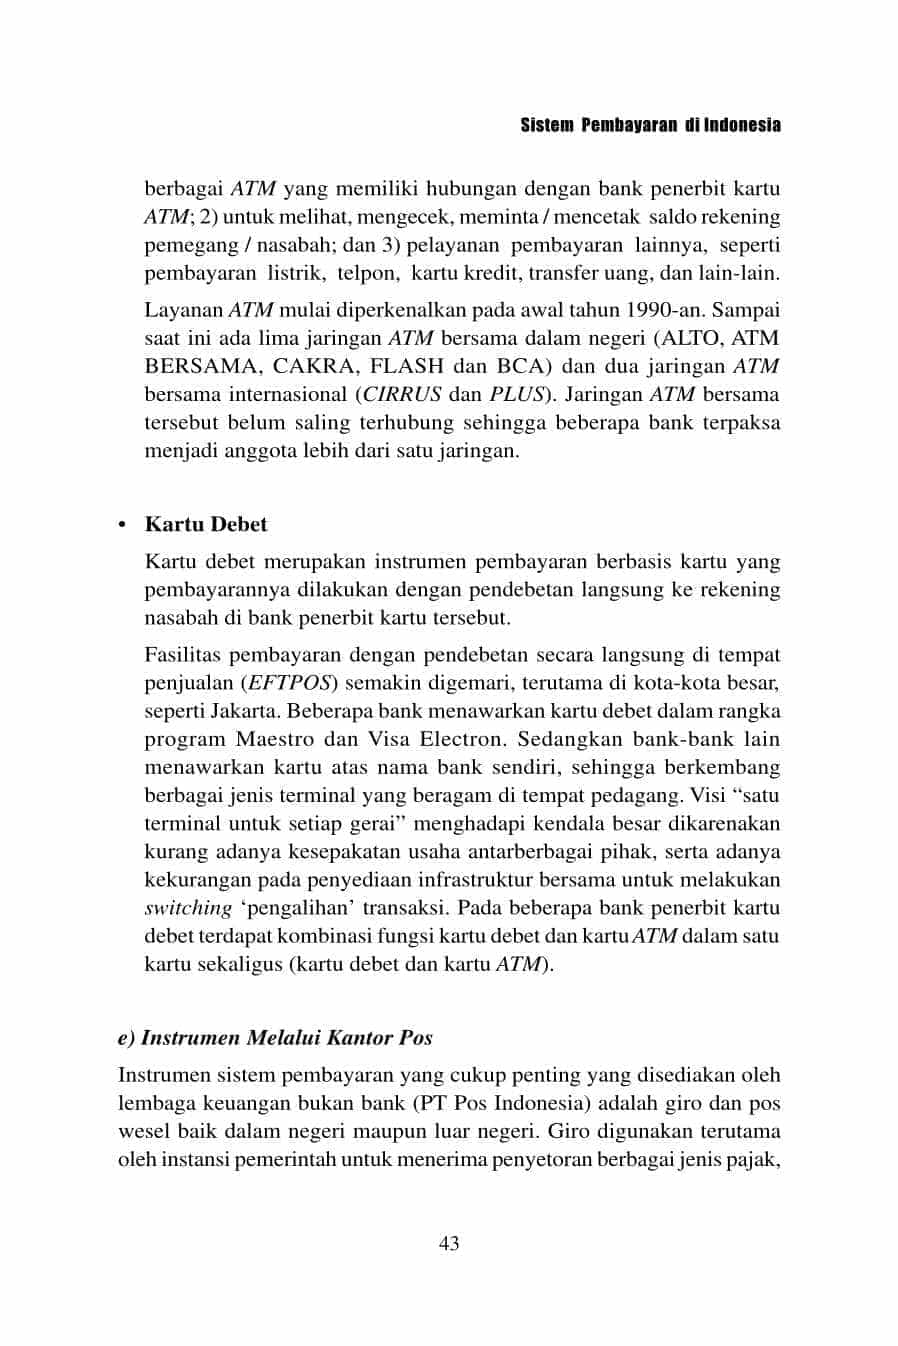 Sistem Pembayaran di Indonesia
berbagai ATM yang memiliki hubungan dengan bank penerbit kartu
ATM; 2) untuk melihat, mengecek, meminta / mencetak saldo rekening
pemegang / nasabah; dan 3) pelayanan pembayaran lainnya, seperti
pembayaran listrik, telpon, kartu kredit, transfer uang, dan lain-lain.
Layanan ATM mulai diperkenalkan pada awal tahun 1990-an. Sampai
saat ini ada lima jaringan ATM bersama dalam negeri (ALTO, ATM
BERSAMA, CAKRA, FLASH dan BCA) dan dua jaringan ATM
bersama internasional (CIRRUS dan PLUS). Jaringan ATM bersama
tersebut belum saling terhubung sehingga beberapa bank terpaksa
menjadi anggota lebih dari satu jaringan.
• Kartu Debet
Kartu debet merupakan instrumen pembayaran berbasis kartu yang
pembayarannya dilakukan dengan pendebetan langsung ke rekening
nasabah di bank penerbit kartu tersebut.
Fasilitas pembayaran dengan pendebetan secara langsung di tempat
penjualan (EFTPOS) semakin digemari, terutama di kota-kota besar,
seperti Jakarta. Beberapa bank menawarkan kartu debet dalam rangka
program Maestro dan Visa Electron. Sedangkan bank-bank lain
menawarkan kartu atas nama bank sendiri, sehingga berkembang
berbagai jenis terminal yang beragam di tempat pedagang. Visi “satu
terminal untuk setiap gerai” menghadapi kendala besar dikarenakan
kurang adanya kesepakatan usaha antarberbagai pihak, serta adanya
kekurangan pada penyediaan infrastruktur bersama untuk melakukan
switching ‘pengalihan’ transaksi. Pada beberapa bank penerbit kartu
debet terdapat kombinasi fungsi kartu debet dan kartu ATM dalam satu
kartu sekaligus (kartu debet dan kartu ATM).
e) Instrumen Melalui Kantor Pos
Instrumen sistem pembayaran yang cukup penting yang disediakan oleh
lembaga keuangan bukan bank (PT Pos Indonesia) adalah giro dan pos
wesel baik dalam negeri maupun luar negeri. Giro digunakan terutama
oleh instansi pemerintah untuk menerima penyetoran berbagai jenis pajak,
43